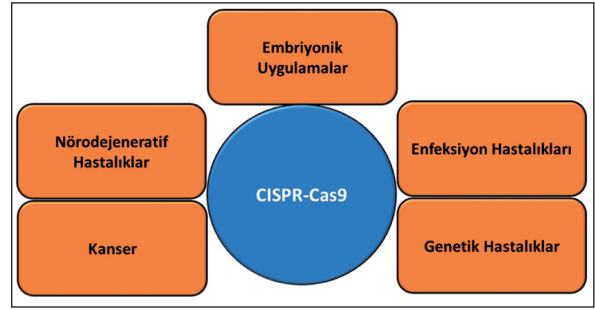 Embriyonik
Uygulamalar
Nörodejeneratif
Hastalıklar
Enfeksiyon Hastalıkları
CISPR-Cas9
Kanser
Genetik Hastalıklar